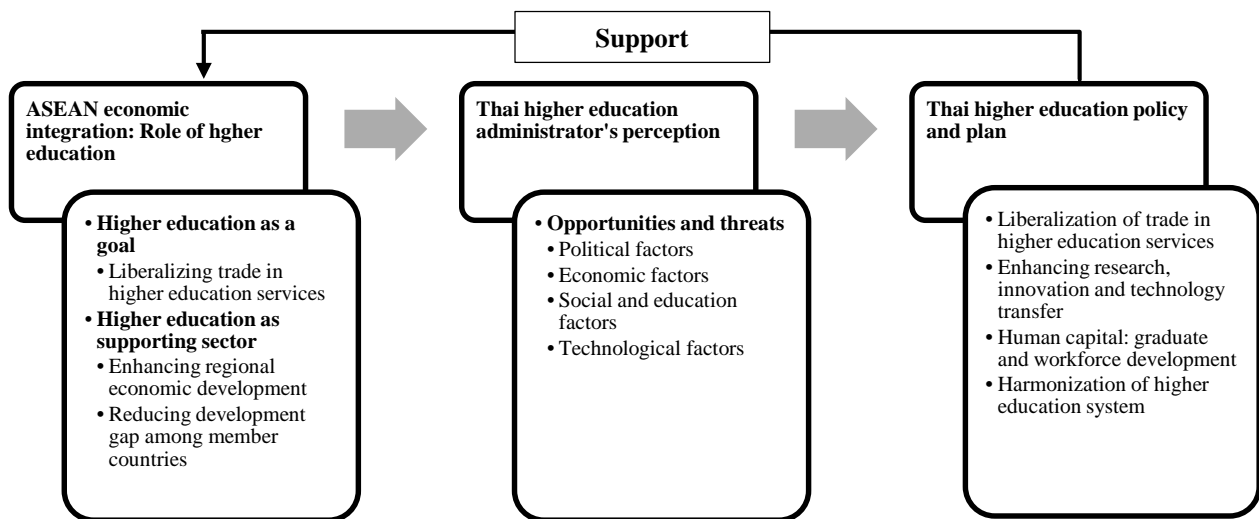 Support
ASEAN economic
integration: Role of hgher
education
• Higher education as a
goal
• Liberalizing trade in
higher education services
• Higher education as
supporting sector
• Enhancing regional
economic development
• Reducing development
gap among member
countries
Thai higher education
administrator's perception
• Opportunities and threats
• Political factors
• Economic factors
• Social and education
factors
• Technological factors
Thai higher education policy
and plan
• Liberalization of trade in
higher education services
• Enhancing research,
innovation and technology
transfer
• Human capital: graduate
and workforce development
• Harmonization of higher
education system